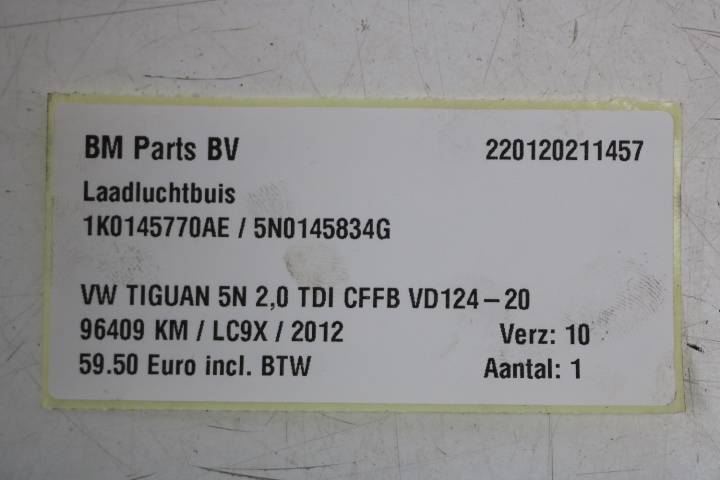 BM Parts BV 220120211457
Laadluchtbuis
1K0145770AE / 5N0145834G
VW TIGUAN 5N 2,0 TDI CFFB VD124-20
96409 KM / LC9X / 2012 Verz: 10
59.50 Euro incl. BTW Aantal: 1